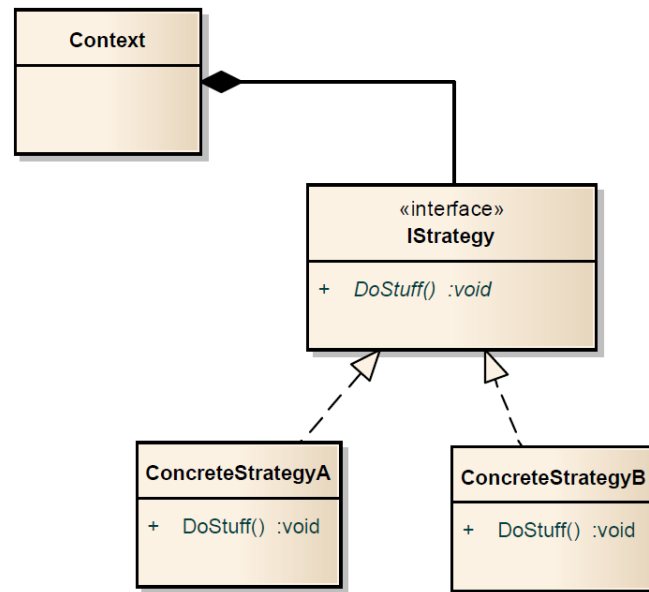 Context
«interface»
IStrategy
+ DoStuff() :void
ConcreteStrategyA
+ DoStuff() :void
ConcreteStrategyB
+ DoStuff() :void